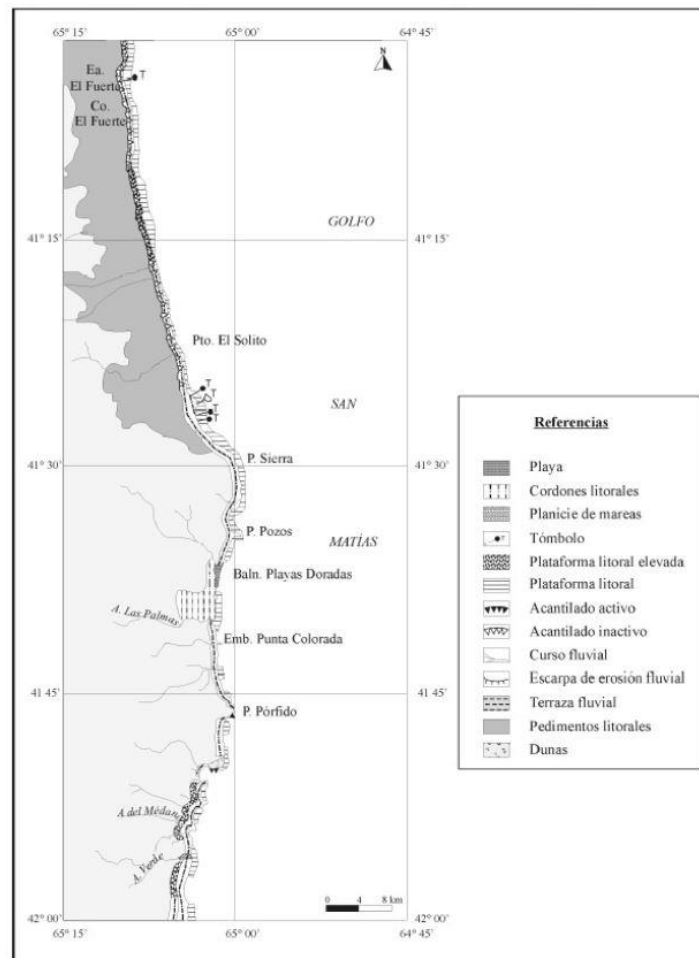 65° 15' 65° 00' 64° 45'
N
Ea.
El Fuerte
T
Co.
El Fuerte
GOLFO
41° 15' 41° 15'
Pto. El Solito
T
T
SAN
T
T
P. Sierra
41° 30' 41° 30'
P. Pozos
MATÍAS
Baln. Playas Doradas
A. Las Palmas
Emb. Punta Colorada
41° 45' 41° 45'
P. Pórfido
A del Médano
A. Verde
0 4 8 km
42° 00' 42° 00'
65° 15' 65° 00' 64° 45'
Referencias
Playa
Cordones litorales
Planicie de mareas
T
Tómbolo
Plataforma litoral elevada
Plataforma litoral
Acantilado activo
Acantilado inactivo
Curso fluvial
Escarpa de erosión fluvial
Terraza fluvial
Pedimentos litorales
Dunas